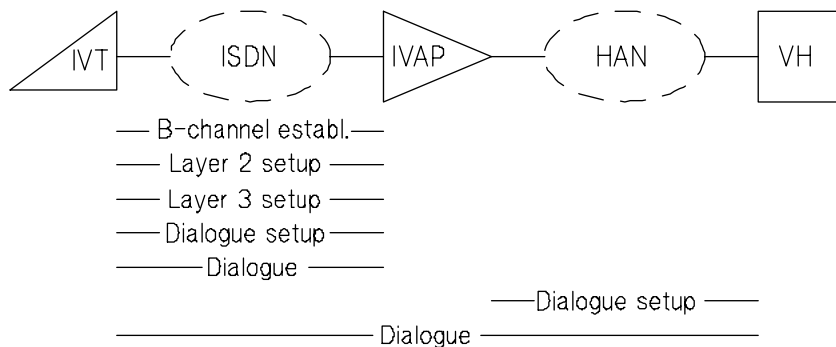 IVT ISDN IVAP HAN VH
B-channel establ.
Layer 2 setup
Layer 3 setup
Dialogue setup
Dialogue
Dialogue setup
Dialogue